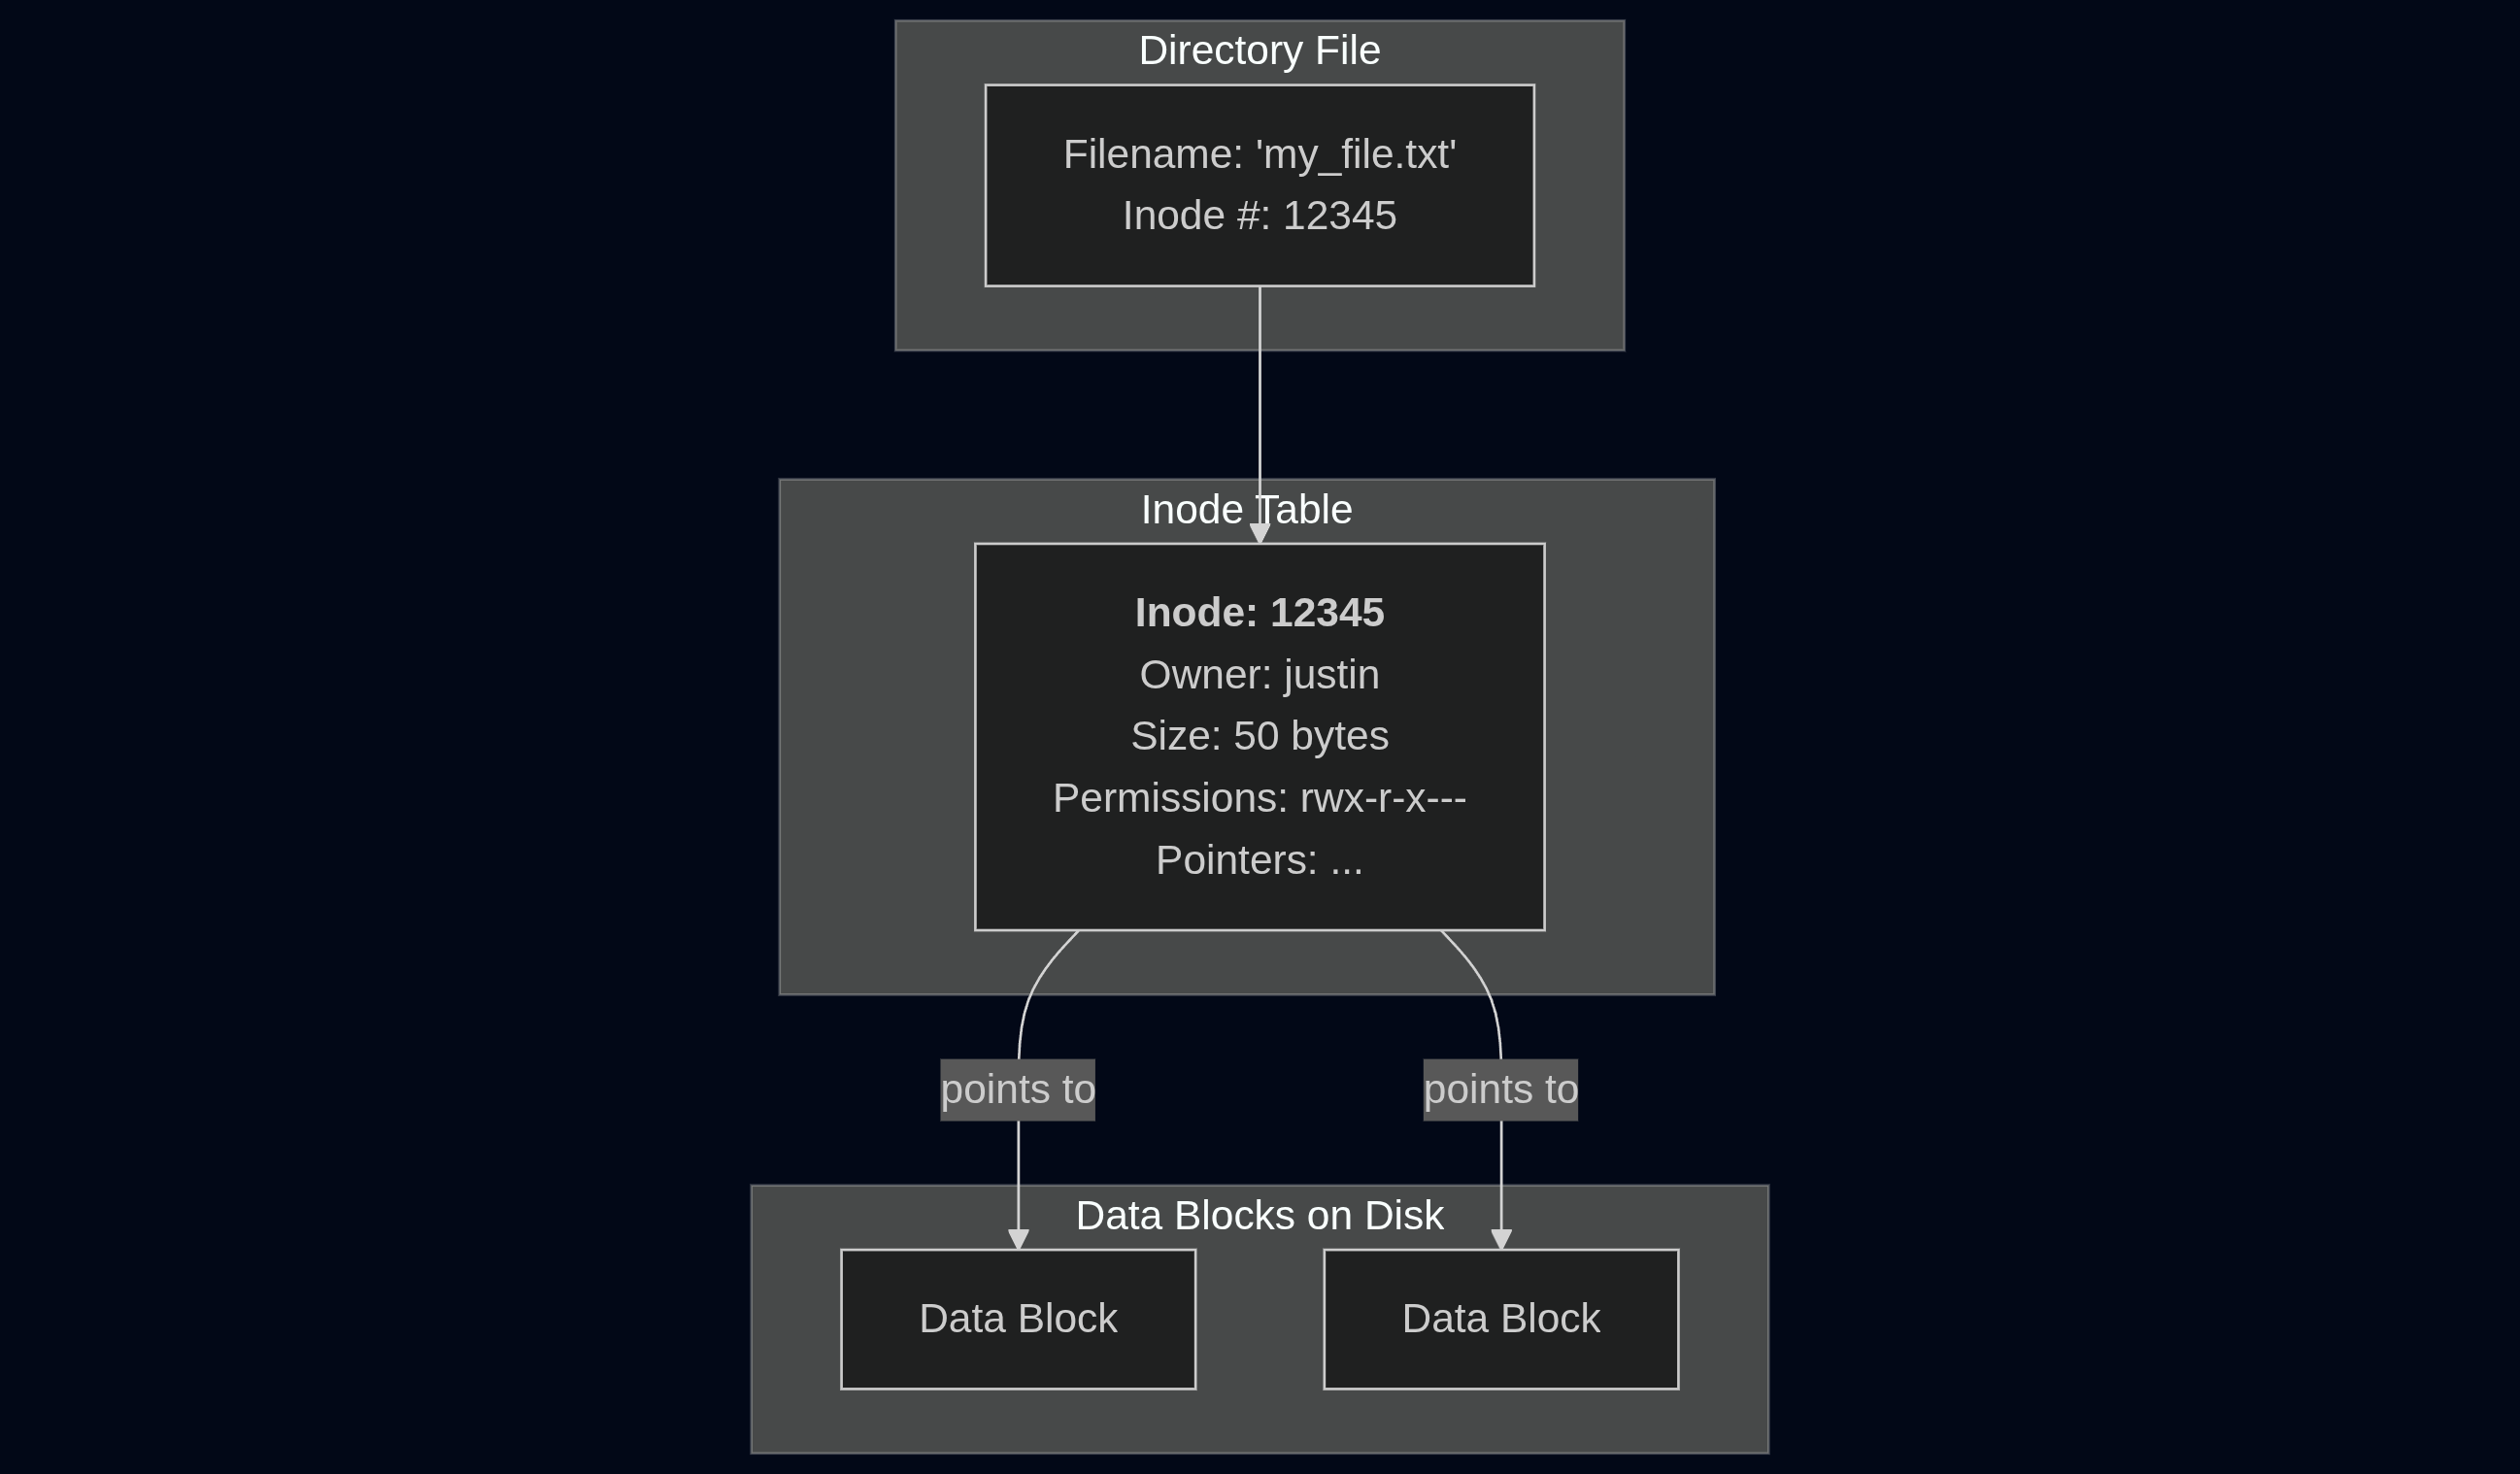 Directory File
Filename: 'my_file.txt'
Inode #: 12345
Inode Table
Inode: 12345
Owner: justin
Size: 50 bytes
Permissions: rwx-r-x---
Pointers: ...
points to
points to
Data Blocks on Disk
Data Block
Data Block